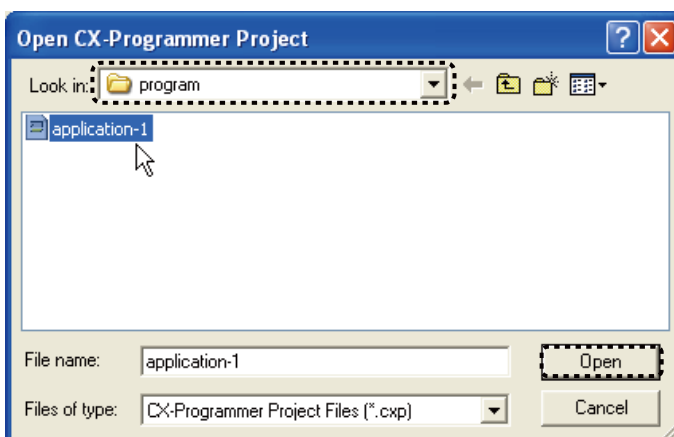 Open CX-Programmer Project
Look in: program
application-1
File name: application-1 Open
Files of type: CX-Programmer Project Files (*.cxp) Cancel